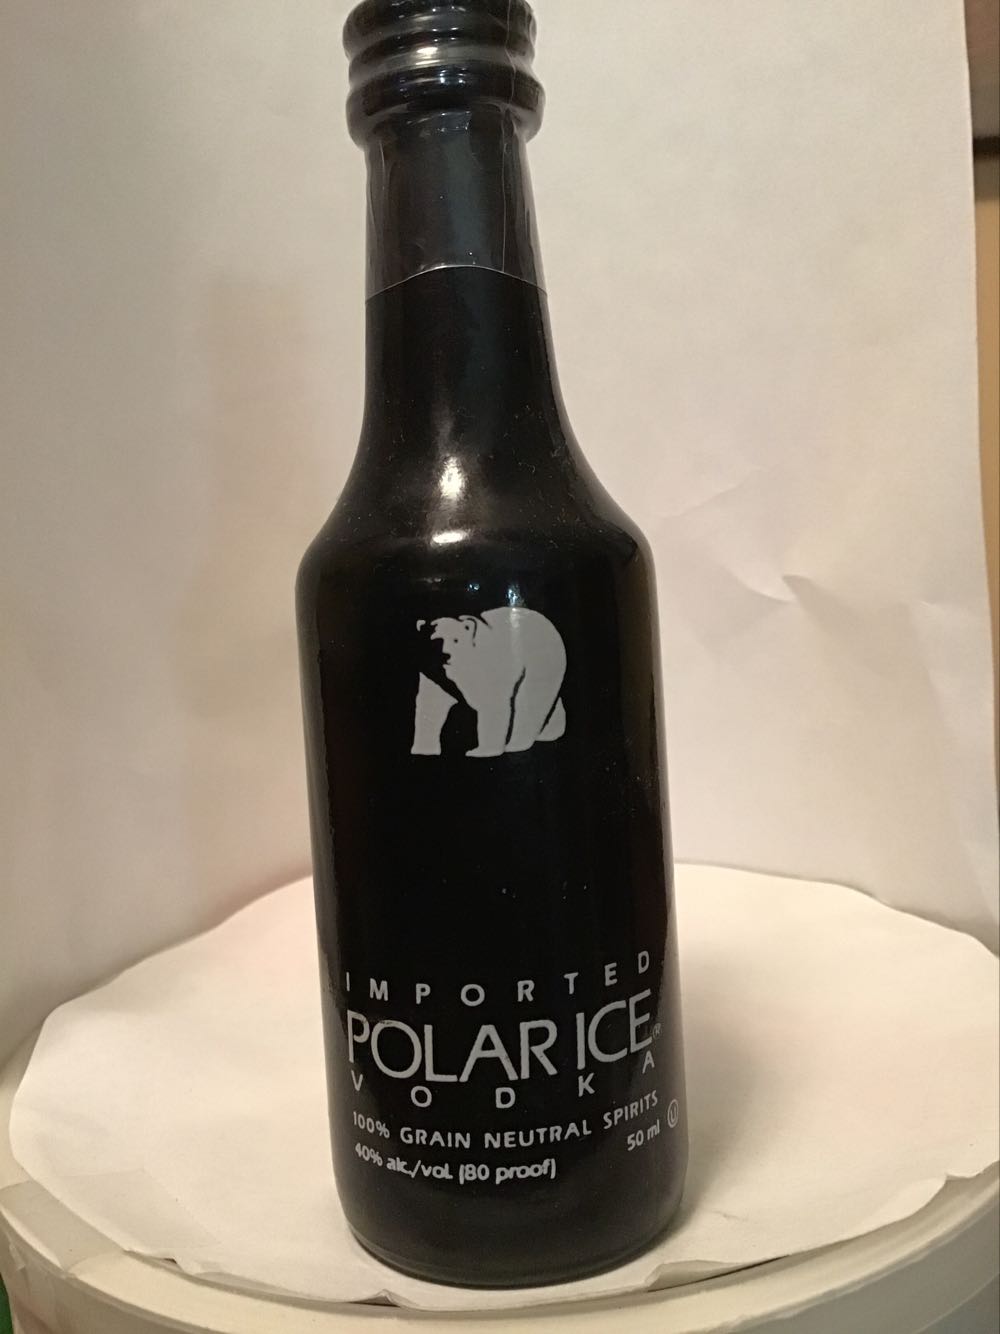 IMPORTED
POLAR ICE®
VODKA
100% GRAIN NEUTRAL SPIRITS
40% alc./vol. (80 proof) 50 ml Ⓤ